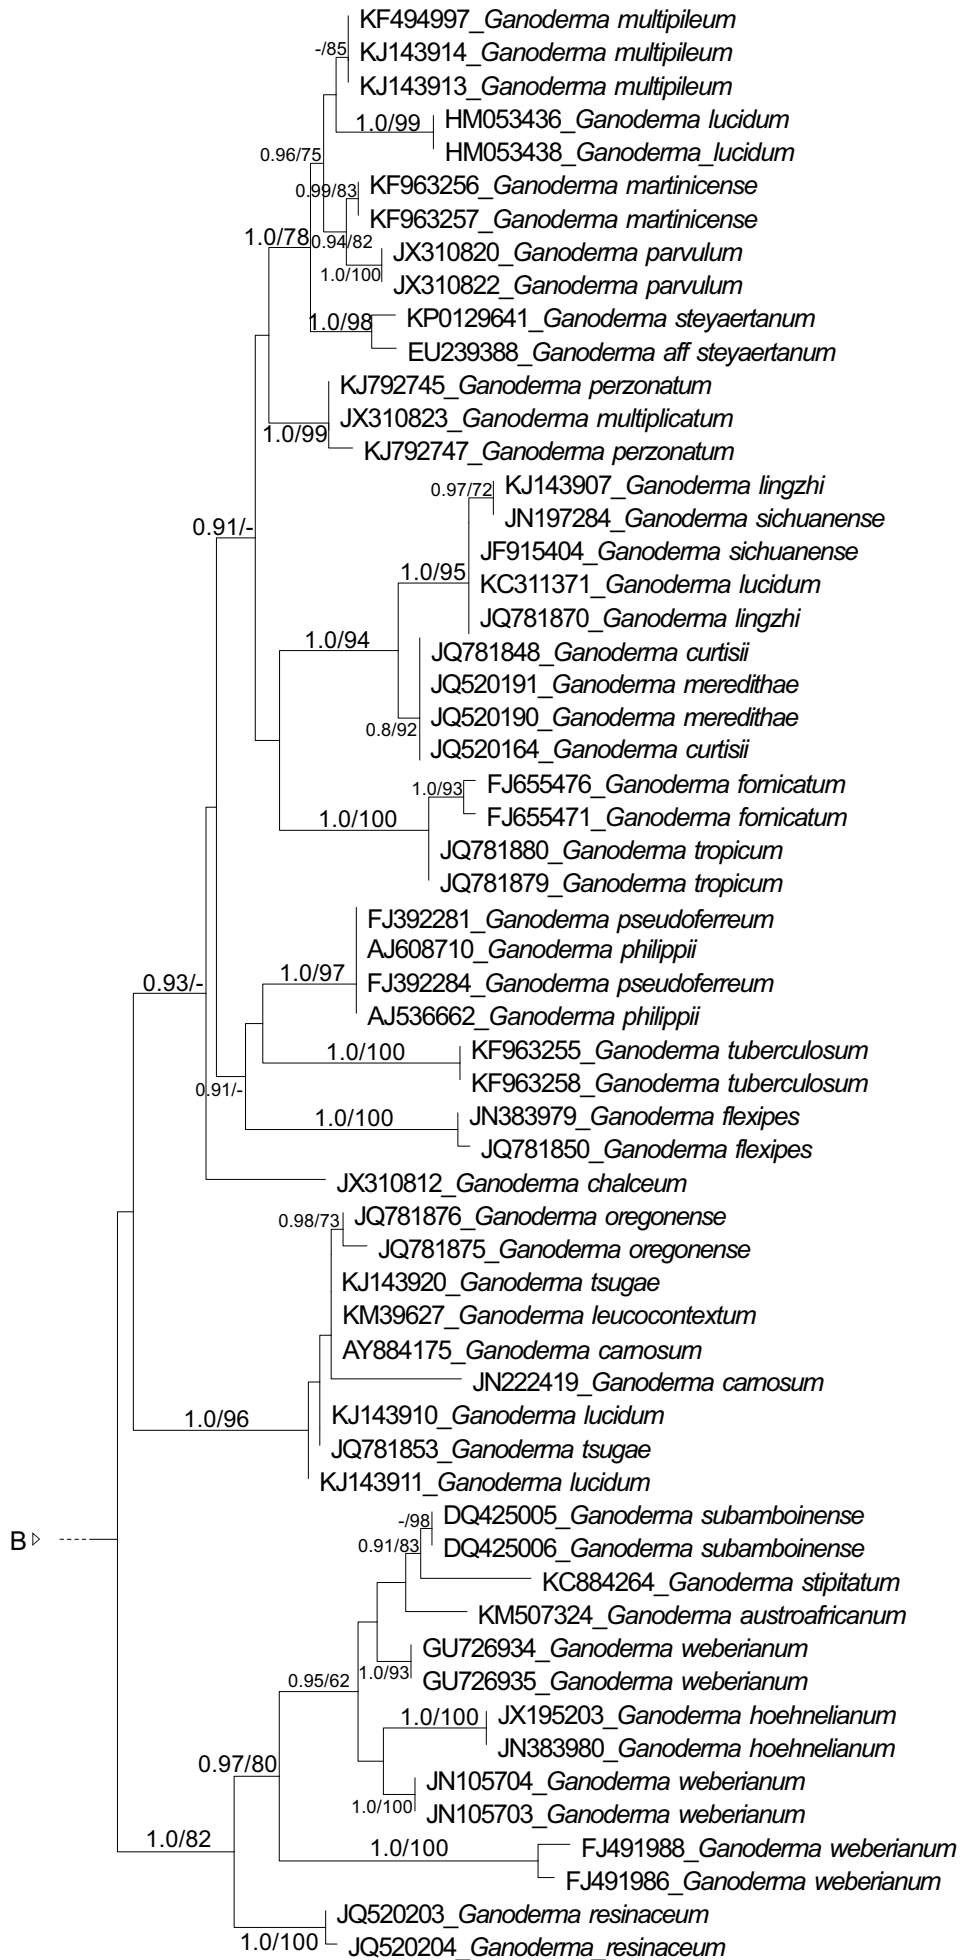 KF494997_Ganoderma multipileum
-/85
KJ143914_Ganoderma multipileum
KJ143913_Ganoderma multipileum
1.0/99
HM053436_Ganoderma lucidum
HM053438_Ganoderma_lucidum
0.96/75
0.99/83
KF963256_Ganoderma martinicense
KF963257_Ganoderma martinicense
1.0/78
0.94/82
JX310820_Ganoderma parvulum
1.0/100
JX310822_Ganoderma parvulum
1.0/98
KP0129641_Ganoderma steyaertanum
EU239388_Ganoderma aff steyaertanum
KJ792745_Ganoderma perzonatum
JX310823_Ganoderma multiplicatum
1.0/99
KJ792747_Ganoderma perzonatum
0.97/72
KJ143907_Ganoderma lingzhi
JN197284_Ganoderma sichuanense
0.91/-
JF915404_Ganoderma sichuanense
1.0/95
KC311371_Ganoderma lucidum
JQ781870_Ganoderma lingzhi
1.0/94
JQ781848_Ganoderma curtisii
JQ520191_Ganoderma meredithae
JQ520190_Ganoderma meredithae
0.8/92
JQ520164_Ganoderma curtisii
1.0/93
FJ655476_Ganoderma fornicatum
1.0/100
FJ655471_Ganoderma fornicatum
JQ781880_Ganoderma tropicum
JQ781879_Ganoderma tropicum
FJ392281_Ganoderma pseudoferreum
AJ608710_Ganoderma philippii
0.93/-
1.0/97
FJ392284_Ganoderma pseudoferreum
AJ536662_Ganoderma philippii
1.0/100
KF963255_Ganoderma tuberculosum
KF963258_Ganoderma tuberculosum
0.91/-
1.0/100
JN383979_Ganoderma flexipes
JQ781850_Ganoderma flexipes
JX310812_Ganoderma chalceum
0.98/73
JQ781876_Ganoderma oregonense
JQ781875_Ganoderma oregonense
KJ143920_Ganoderma tsugae
KM39627_Ganoderma leucocontextum
AY884175_Ganoderma carnosum
JN222419_Ganoderma carnosum
1.0/96
KJ143910_Ganoderma lucidum
JQ781853_Ganoderma tsugae
KJ143911_Ganoderma lucidum
B
-/98
DQ425005_Ganoderma subamboinense
0.91/83
DQ425006_Ganoderma subamboinense
KC884264_Ganoderma stipitatum
KM507324_Ganoderma austroafricanum
GU726934_Ganoderma weberianum
0.95/62
1.0/93
GU726935_Ganoderma weberianum
1.0/100
JX195203_Ganoderma hoehnelianum
JN383980_Ganoderma hoehnelianum
0.97/80
JN105704_Ganoderma weberianum
1.0/100
JN105703_Ganoderma weberianum
1.0/82
1.0/100
FJ491988_Ganoderma weberianum
FJ491986_Ganoderma weberianum
JQ520203_Ganoderma resinaceum
1.0/100
JQ520204_Ganoderma_resinaceum